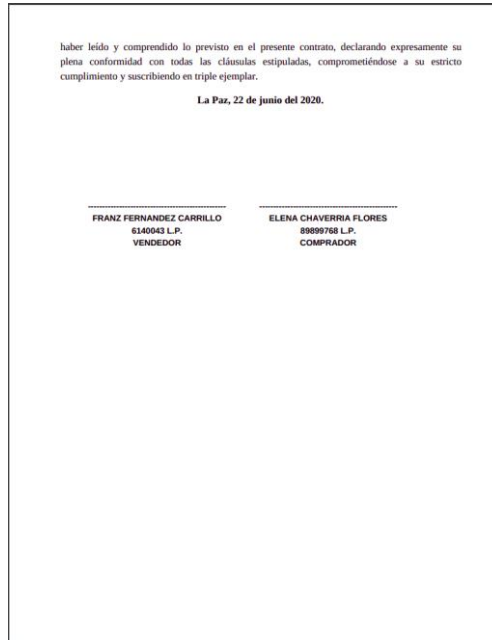 haber leído y comprendido lo previsto en el presente contrato, declarando expresamente su
plena conformidad con todas las cláusulas estipuladas, comprometiéndose a su estricto
cumplimiento y suscribiendo en triple ejemplar.
La Paz, 22 de junio del 2020.
FRANZ FERNANDEZ CARRILLO
6140043 L.P.
VENDEDOR
ELENA CHAVERRIA FLORES
89899768 L.P.
COMPRADOR